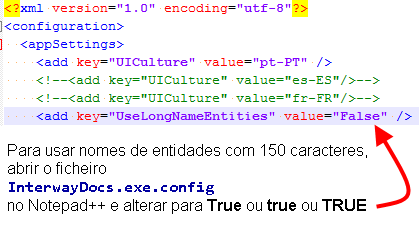 <?xml version="1.0" encoding="utf-8"?>
<configuration>
<appSettings>
<add key="UICulture" value="pt-PT" />
<!--<add key="UICulture" value="es-ES"/>-->
<!--<add key="UICulture" value="fr-FR"/>-->
<add key="UseLongNameEntities" value="False" />
Para usar nomes de entidades com 150 caracteres,
abrir o ficheiro
InterwayDocs.exe.config
no Notepad++ e alterar para True ou true ou TRUE